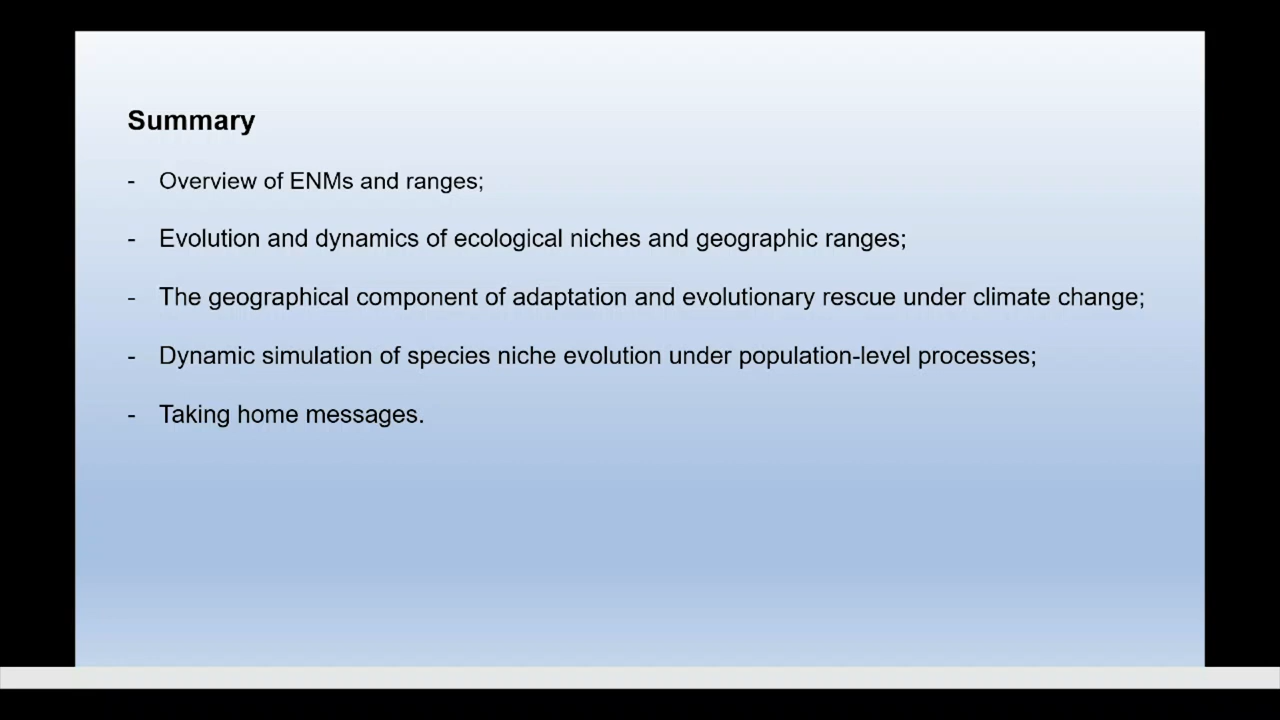 Summary
- Overview of ENMs and ranges;
- Evolution and dynamics of ecological niches and geographic ranges;
- The geographical component of adaptation and evolutionary rescue under climate change;
- Dynamic simulation of species niche evolution under population-level processes;
- Taking home messages.